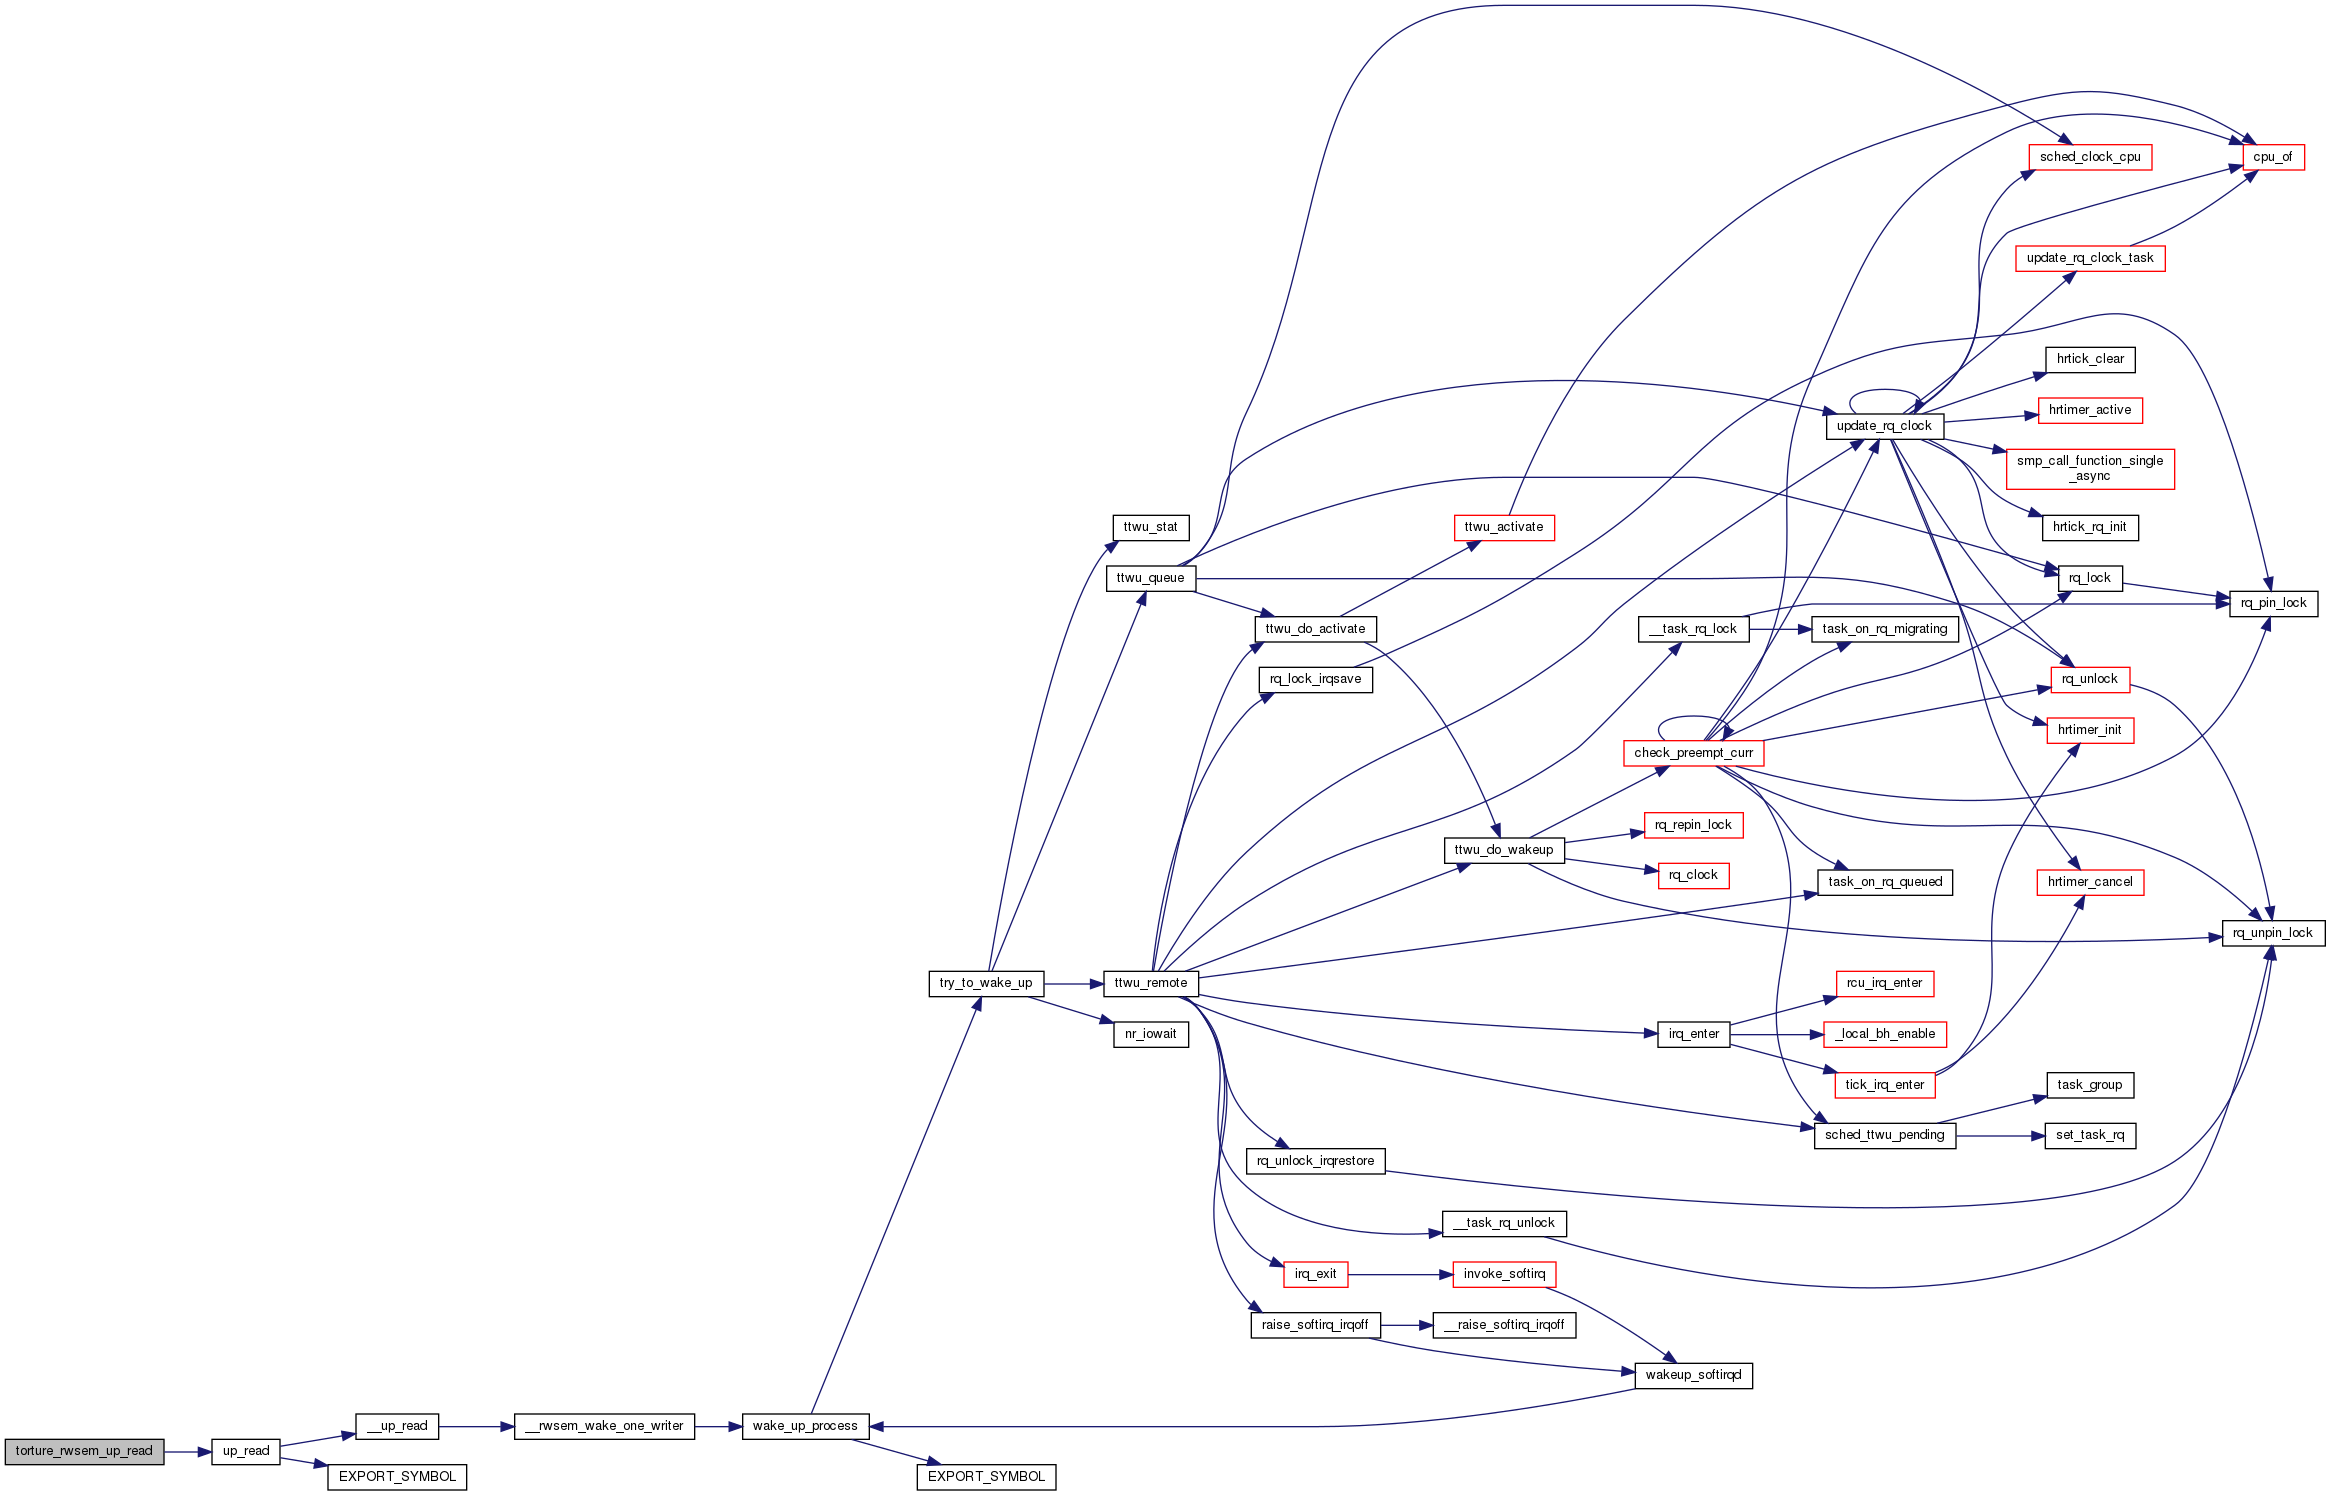 sched_clock_cpu
cpu_of
update_rq_clock_task
hrtick_clear
hrtimer_active
update_rq_clock
smp_call_function_single
_async
ttwu_stat
ttwu_activate
hrtick_rq_init
ttwu_queue
rq_lock
rq_pin_lock
ttwu_do_activate
__task_rq_lock
task_on_rq_migrating
rq_lock_irqsave
rq_unlock
hrtimer_init
check_preempt_curr
rq_repin_lock
ttwu_do_wakeup
rq_clock
task_on_rq_queued
hrtimer_cancel
rq_unpin_lock
try_to_wake_up
ttwu_remote
rcu_irq_enter
nr_iowait
irq_enter
_local_bh_enable
tick_irq_enter
task_group
sched_ttwu_pending
set_task_rq
rq_unlock_irqrestore
__task_rq_unlock
irq_exit
invoke_softirq
raise_softirq_irqoff
__raise_softirq_irqoff
wakeup_softirqd
__up_read
__rwsem_wake_one_writer
wake_up_process
torture_rwsem_up_read
up_read
EXPORT_SYMBOL
EXPORT_SYMBOL